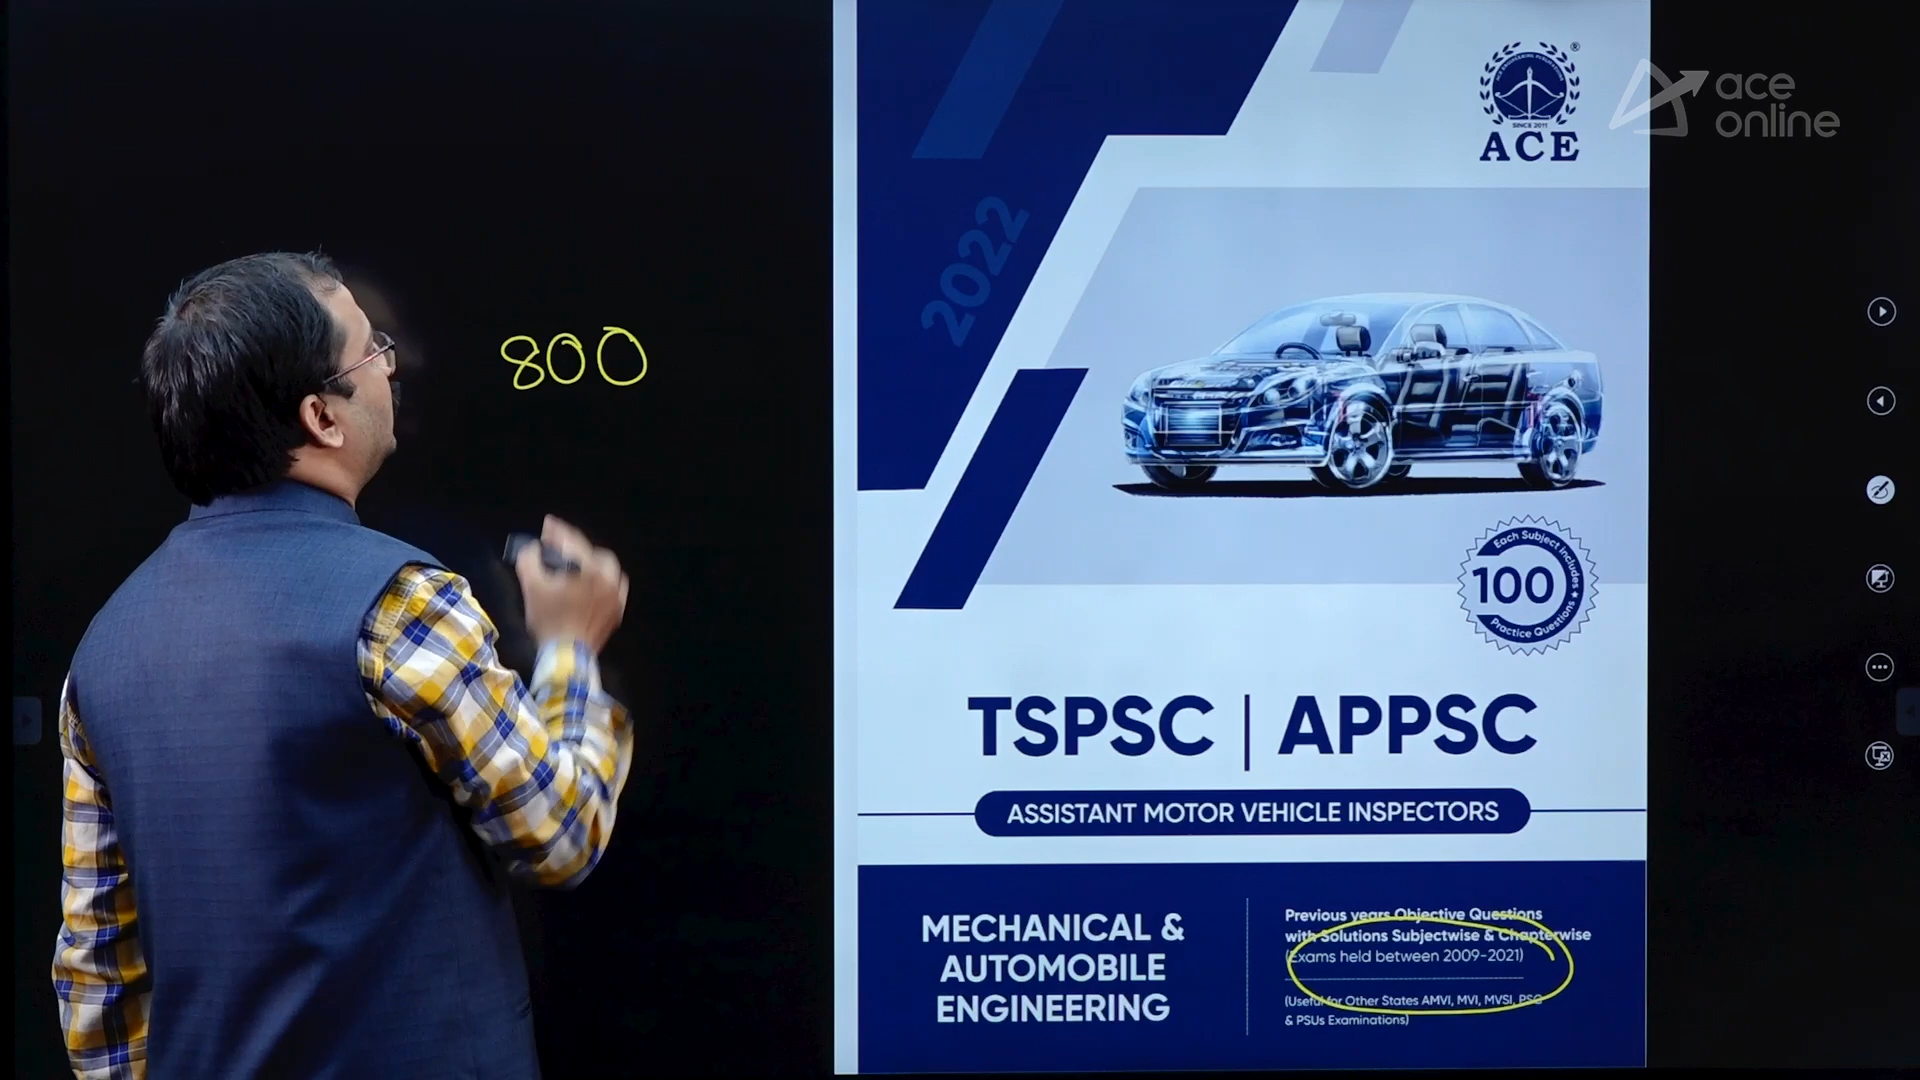 ace
online
®
SINCE 2011
ACE
2022
800
Each Subject Includes
100
Practice Questions
TSPSC | APPSC
ASSISTANT MOTOR VEHICLE INSPECTORS
MECHANICAL &
AUTOMOBILE
ENGINEERING
Previous years Objective Questions
with Solutions Subjectwise & Chapterwise
(Exams held between 2009-2021)
(Useful for Other States AMVI, MVI, MVSI, PSC
& PSUs Examinations)